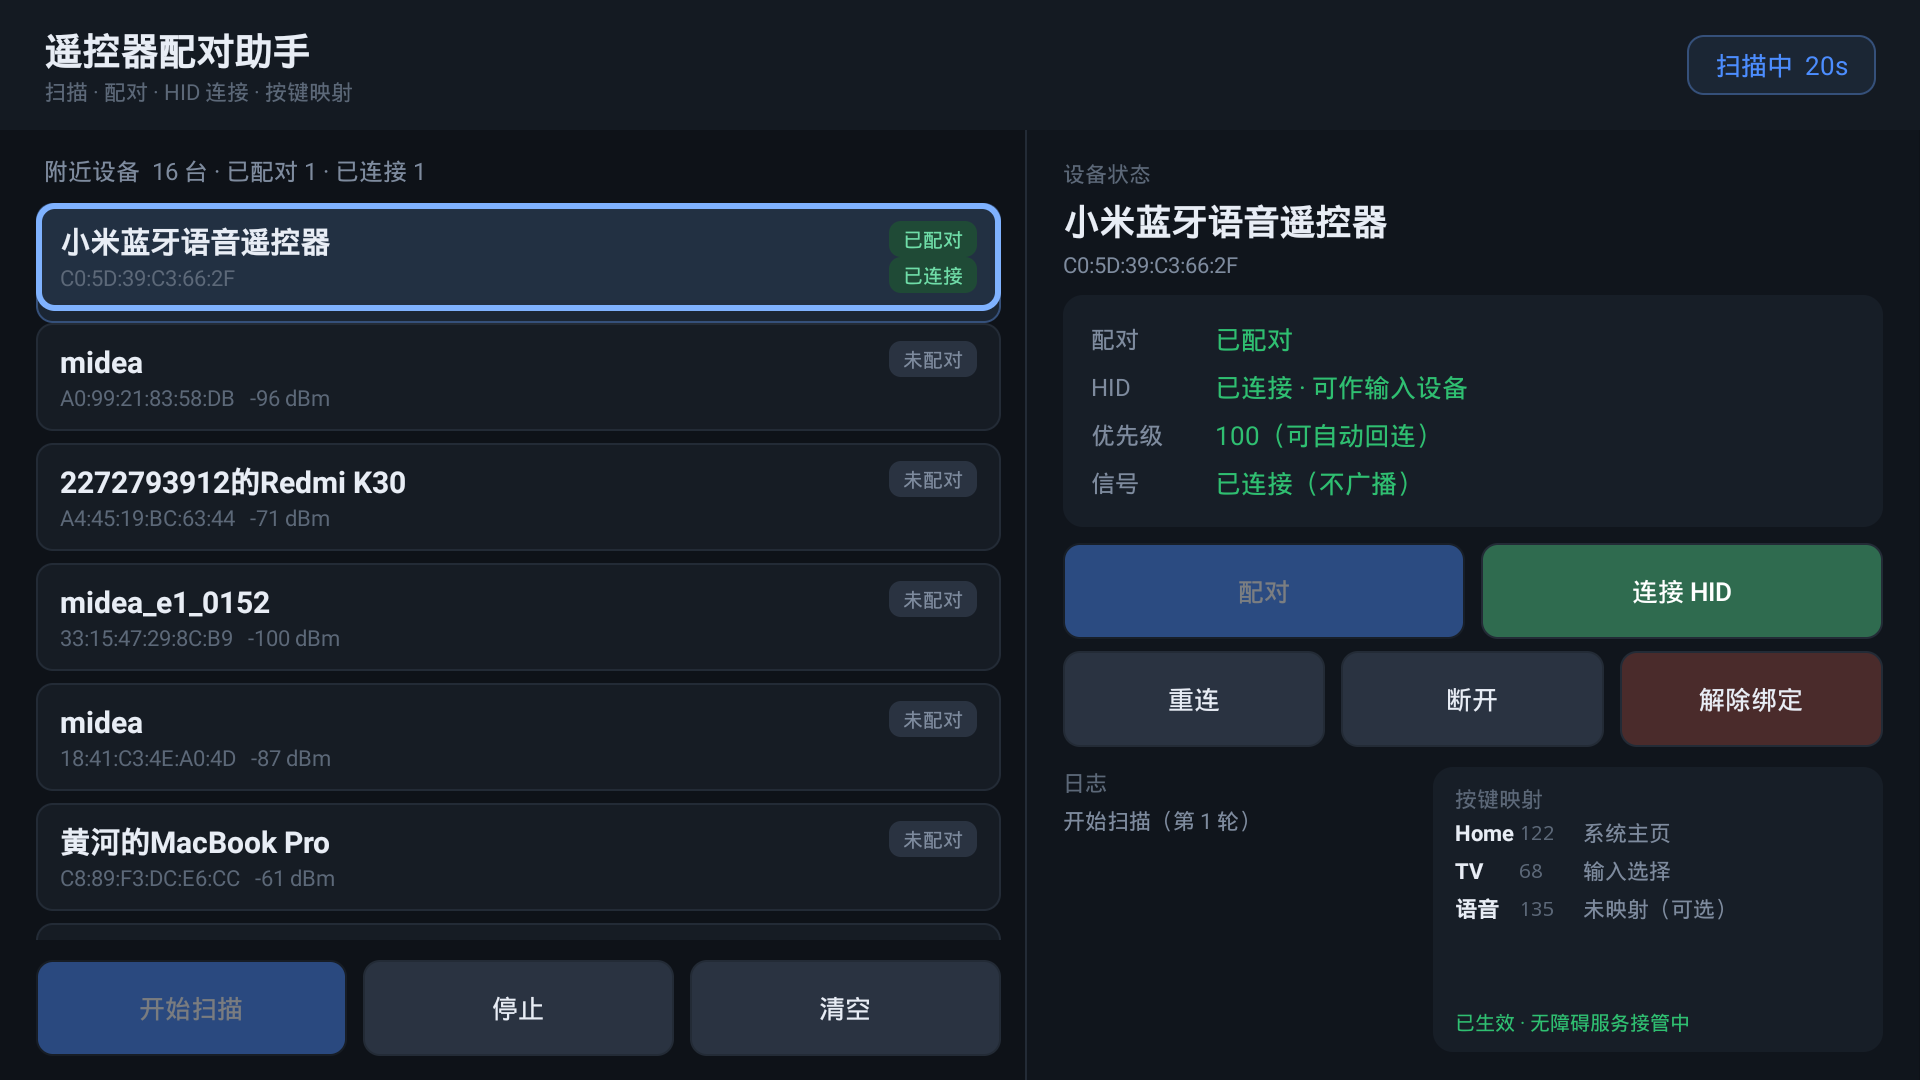 遥控器配对助手
扫描 · 配对 · HID 连接 · 按键映射
扫描中 20s
附近设备 16 台 · 已配对 1 · 已连接 1
小米蓝牙语音遥控器
已配对
C0:5D:39:C3:66:2F
已连接
midea
未配对
A0:99:21:83:58:DB -96 dBm
2272793912的Redmi K30
未配对
A4:45:19:BC:63:44 -71 dBm
midea_e1_0152
未配对
33:15:47:29:8C:B9 -100 dBm
midea
未配对
18:41:C3:4E:A0:4D -87 dBm
黄河的MacBook Pro
未配对
C8:89:F3:DC:E6:CC -61 dBm
开始扫描
停止
清空
设备状态
小米蓝牙语音遥控器
C0:5D:39:C3:66:2F
配对 已配对
HID 已连接 · 可作输入设备
优先级 100（可自动回连）
信号 已连接（不广播）
配对
连接 HID
重连
断开
解除绑定
日志
开始扫描（第 1 轮）
按键映射
Home 122 系统主页
TV 68 输入选择
语音 135 未映射（可选）
已生效 · 无障碍服务接管中